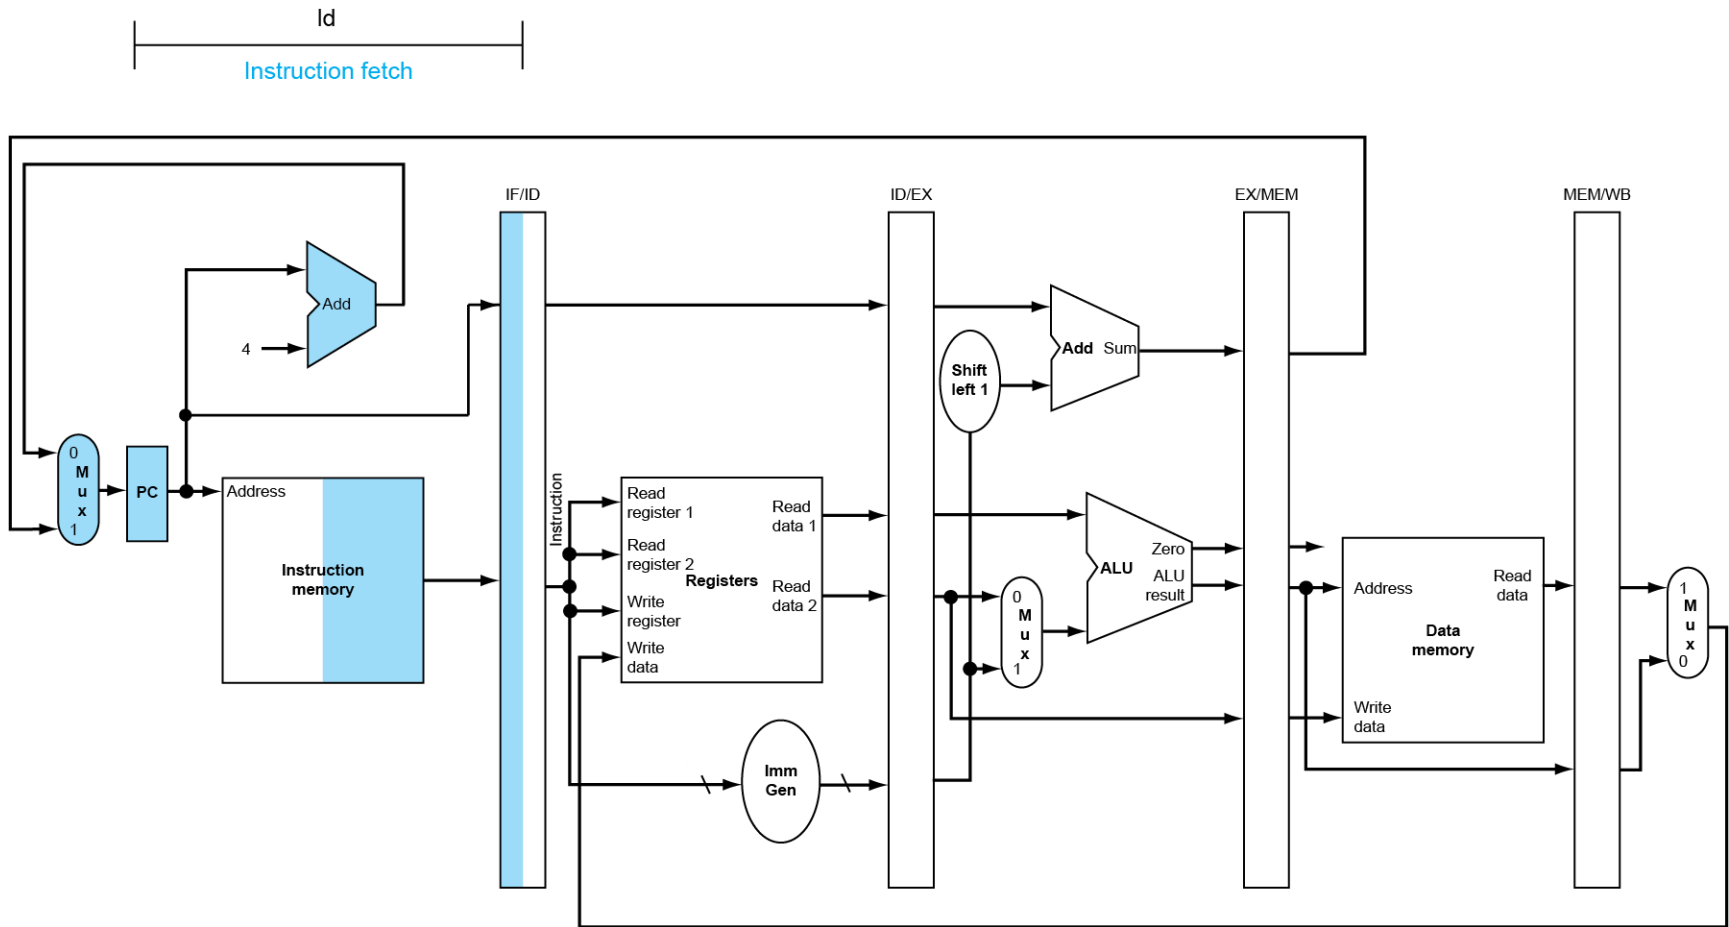 ld
Instruction fetch
IF/ID
ID/EX
EX/MEM
MEM/WB
Add
4
Add Sum
Shift
left 1
0
M
u
x
1
PC
Address
Instruction
memory
Instruction
Read
register 1
Read
register 2
Write
register
Write
data
Registers
Read
data 1
Read
data 2
Imm
Gen
0
M
u
x
1
Zero
ALU
ALU
result
Address
Read
data
Data
memory
Write
data
1
M
u
x
0